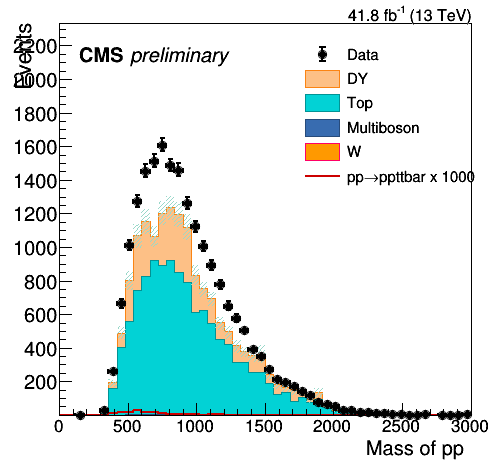 41.8 fb⁻¹ (13 TeV)
Events
CMS preliminary
Data
DY
Top
Multiboson
W
pp→ppttbar x 1000
2200
2000
1800
1600
1400
1200
1000
800
600
400
200
0 500 1000 1500 2000 2500 3000
Mass of pp